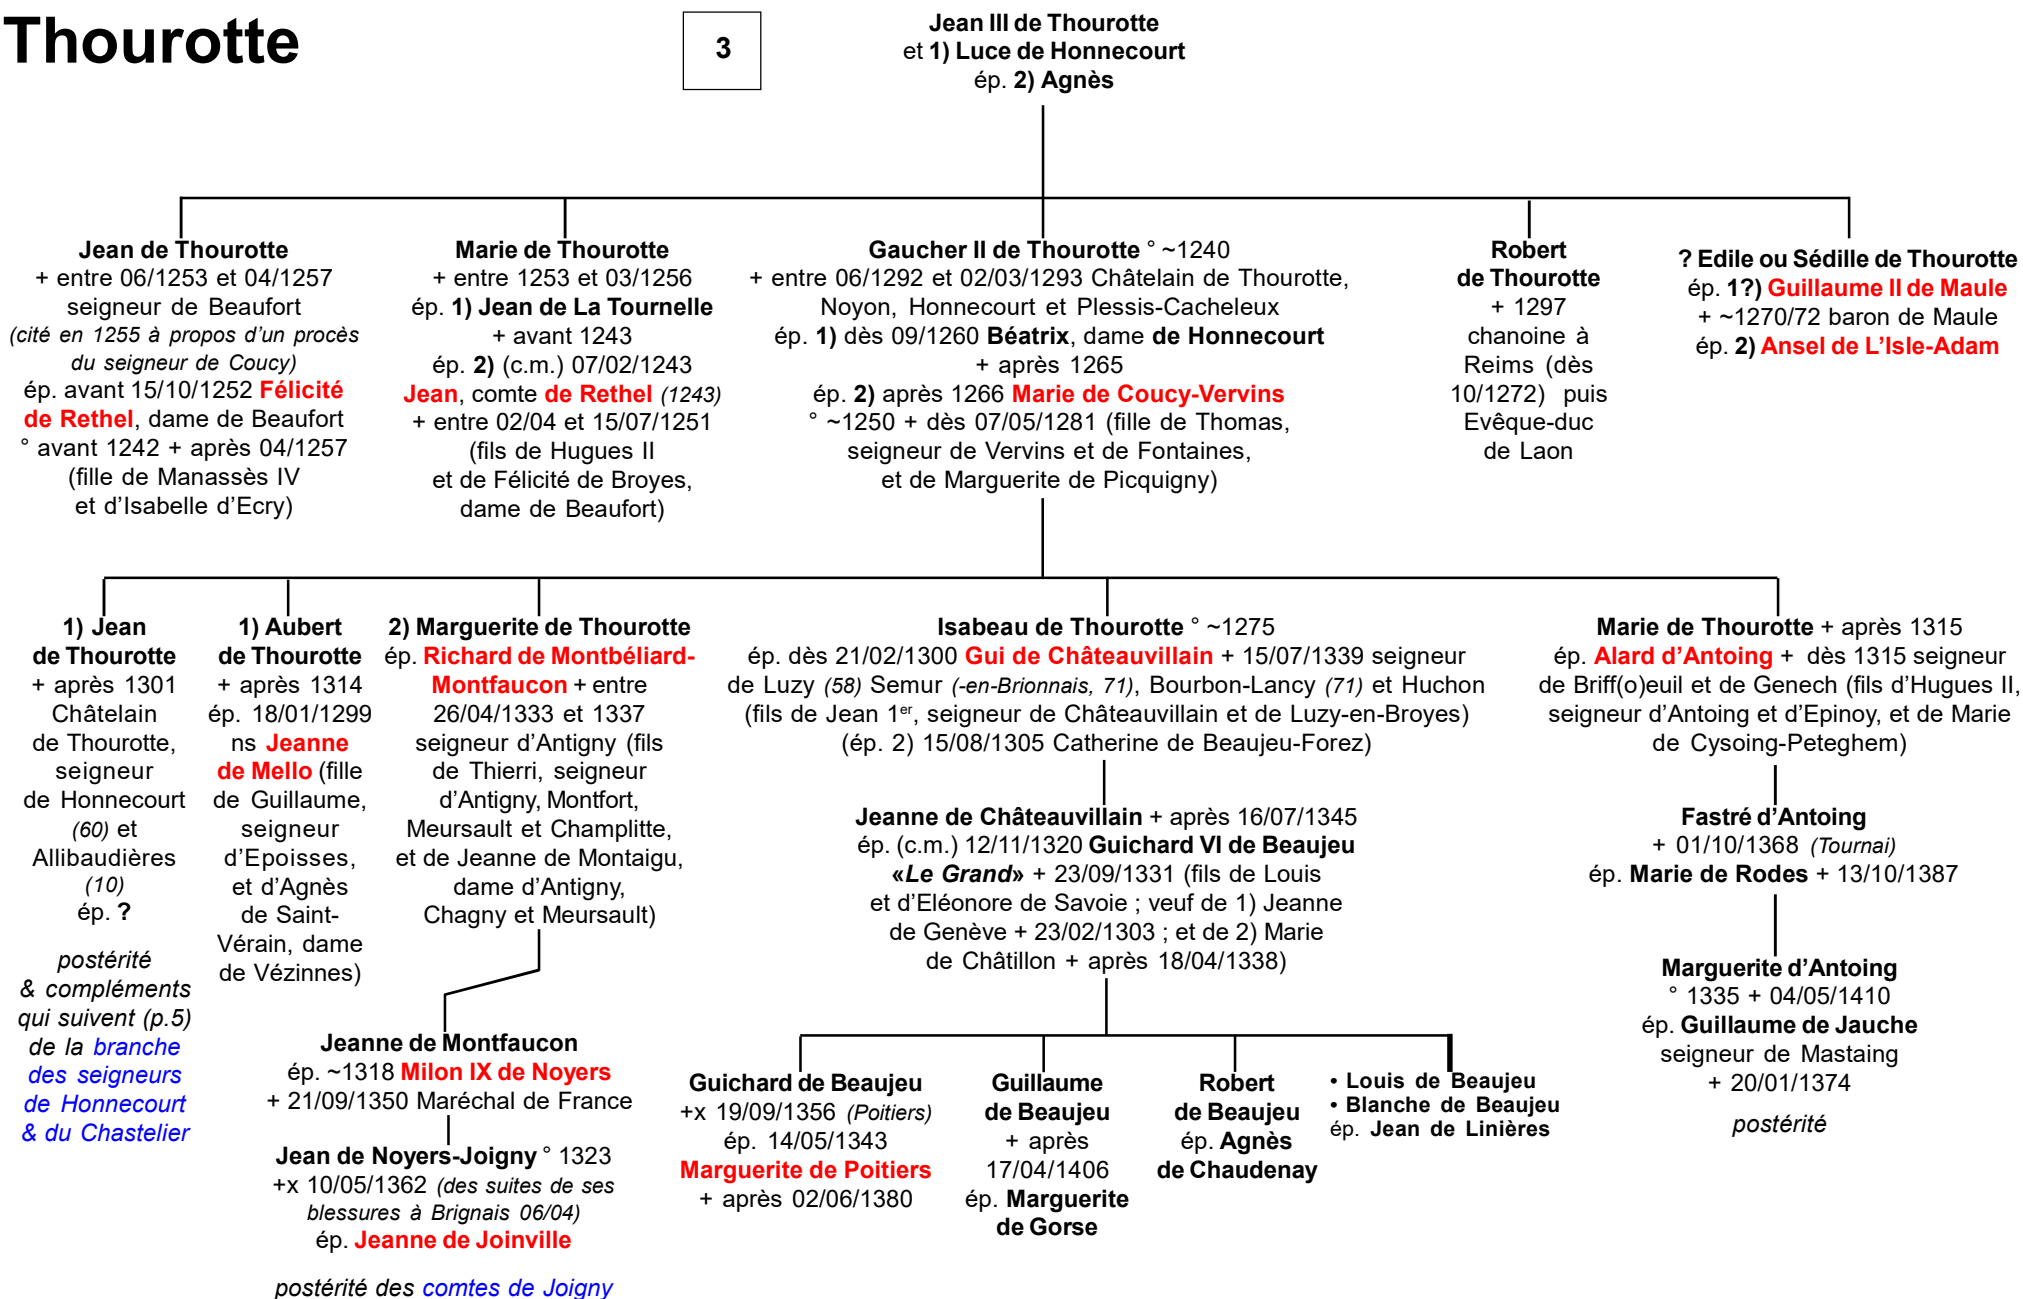 Thourotte
3
Jean III de Thourotte
et 1) Luce de Honnecourt
ép. 2) Agnès
Jean de Thourotte
+ entre 06/1253 et 04/1257
seigneur de Beaufort
(cité en 1255 à propos d'un procès
du seigneur de Coucy)
ép. avant 15/10/1252 Félicité
de Rethel, dame de Beaufort
° avant 1242 + après 04/1257
(fille de Manassès IV
et d'Isabelle d'Ecry)
Marie de Thourotte
+ entre 1253 et 03/1256
ép. 1) Jean de La Tournelle
+ avant 1243
ép. 2) (c.m.) 07/02/1243
Jean, comte de Rethel (1243)
+ entre 02/04 et 15/07/1251
(fils de Hugues II
et de Félicité de Broyes,
dame de Beaufort)
Gaucher II de Thourotte ° ~1240
+ entre 06/1292 et 02/03/1293 Châtelain de Thourotte,
Noyon, Honnecourt et Plessis-Cacheleux
ép. 1) dès 09/1260 Béatrix, dame de Honnecourt
+ après 1265
ép. 2) après 1266 Marie de Coucy-Vervins
° ~1250 + dès 07/05/1281 (fille de Thomas,
seigneur de Vervins et de Fontaines,
et de Marguerite de Picquigny)
Robert
de Thourotte
+ 1297
chanoine à
Reims (dès
10/1272) puis
Evêque-duc
de Laon
? Edile ou Sédille de Thourotte
ép. 1?) Guillaume II de Maule
+ ~1270/72 baron de Maule
ép. 2) Ansel de L'Isle-Adam
1) Jean
de Thourotte
+ après 1301
Châtelain
de Thourotte,
seigneur
de Honnecourt
(60) et
Allibaudières
(10)
ép. ?
postérité
& compléments
qui suivent (p.5)
de la branche
des seigneurs
de Honnecourt
& du Chastelier
1) Aubert
de Thourotte
+ après 1314
ép. 18/01/1299
ns Jeanne
de Mello (fille
de Guillaume,
seigneur
d'Epoisses,
et d'Agnès
de Saint-
Vérain, dame
de Vézinnes)
2) Marguerite de Thourotte
ép. Richard de Montbéliard-
Montfaucon + entre
26/04/1333 et 1337
seigneur d'Antigny (fils
de Thierri, seigneur
d'Antigny, Montfort,
Meursault et Champlitte,
et de Jeanne de Montaigu,
dame d'Antigny,
Chagny et Meursault)
Jeanne de Montfaucon
ép. ~1318 Milon IX de Noyers
+ 21/09/1350 Maréchal de France
Jean de Noyers-Joigny ° 1323
+x 10/05/1362 (des suites de ses
blessures à Brignais 06/04)
ép. Jeanne de Joinville
postérité des comtes de Joigny
Isabeau de Thourotte ° ~1275
ép. dès 21/02/1300 Gui de Châteauvillain + 15/07/1339 seigneur
de Luzy (58) Semur (-en-Brionnais, 71), Bourbon-Lancy (71) et Huchon
(fils de Jean 1er, seigneur de Châteauvillain et de Luzy-en-Broyes)
(ép. 2) 15/08/1305 Catherine de Beaujeu-Forez)
Jeanne de Châteauvillain + après 16/07/1345
ép. (c.m.) 12/11/1320 Guichard VI de Beaujeu
«Le Grand» + 23/09/1331 (fils de Louis
et d'Eléonore de Savoie ; veuf de 1) Jeanne
de Genève + 23/02/1303 ; et de 2) Marie
de Châtillon + après 18/04/1338)
Guichard de Beaujeu
+x 19/09/1356 (Poitiers)
ép. 14/05/1343
Marguerite de Poitiers
+ après 02/06/1380
Guillaume
de Beaujeu
+ après
17/04/1406
ép. Marguerite
de Gorse
Robert
de Beaujeu
ép. Agnès
de Chaudenay
• Louis de Beaujeu
• Blanche de Beaujeu
ép. Jean de Linières
Marie de Thourotte + après 1315
ép. Alard d'Antoing + dès 1315 seigneur
de Briff(o)euil et de Genech (fils d'Hugues II,
seigneur d'Antoing et d'Epinoy, et de Marie
de Cysoing-Peteghem)
Fastré d'Antoing
+ 01/10/1368 (Tournai)
ép. Marie de Rodes + 13/10/1387
Marguerite d'Antoing
° 1335 + 04/05/1410
ép. Guillaume de Jauche
seigneur de Mastaing
+ 20/01/1374
postérité